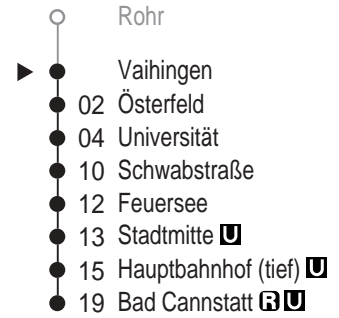 Rohr
Vaihingen
02 Österfeld
04 Universität
10 Schwabstraße
12 Feuersee
13 Stadtmitte U
15 Hauptbahnhof (tief) U
19 Bad Cannstatt R U